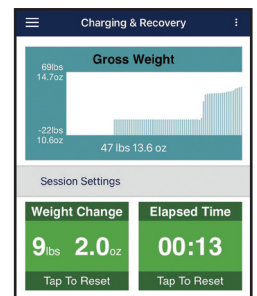 Charging & Recovery
Gross Weight
69lbs
14.7oz
-22lbs
10.6oz
47 lbs 13.6 oz
Session Settings
Weight Change
9lbs 2.0oz
Tap To Reset
Elapsed Time
00:13
Tap To Reset